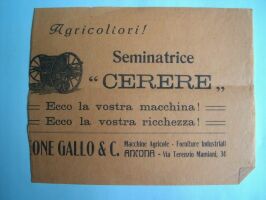 Agricoltori!
Seminatrice
“ CERERE „
Ecco la vostra macchina!
Ecco la vostra ricchezza!
ONE GALLO & C.
Macchine Agricole - Forniture Industriali
ANCONA - Via Terenzio Mamiani, 31